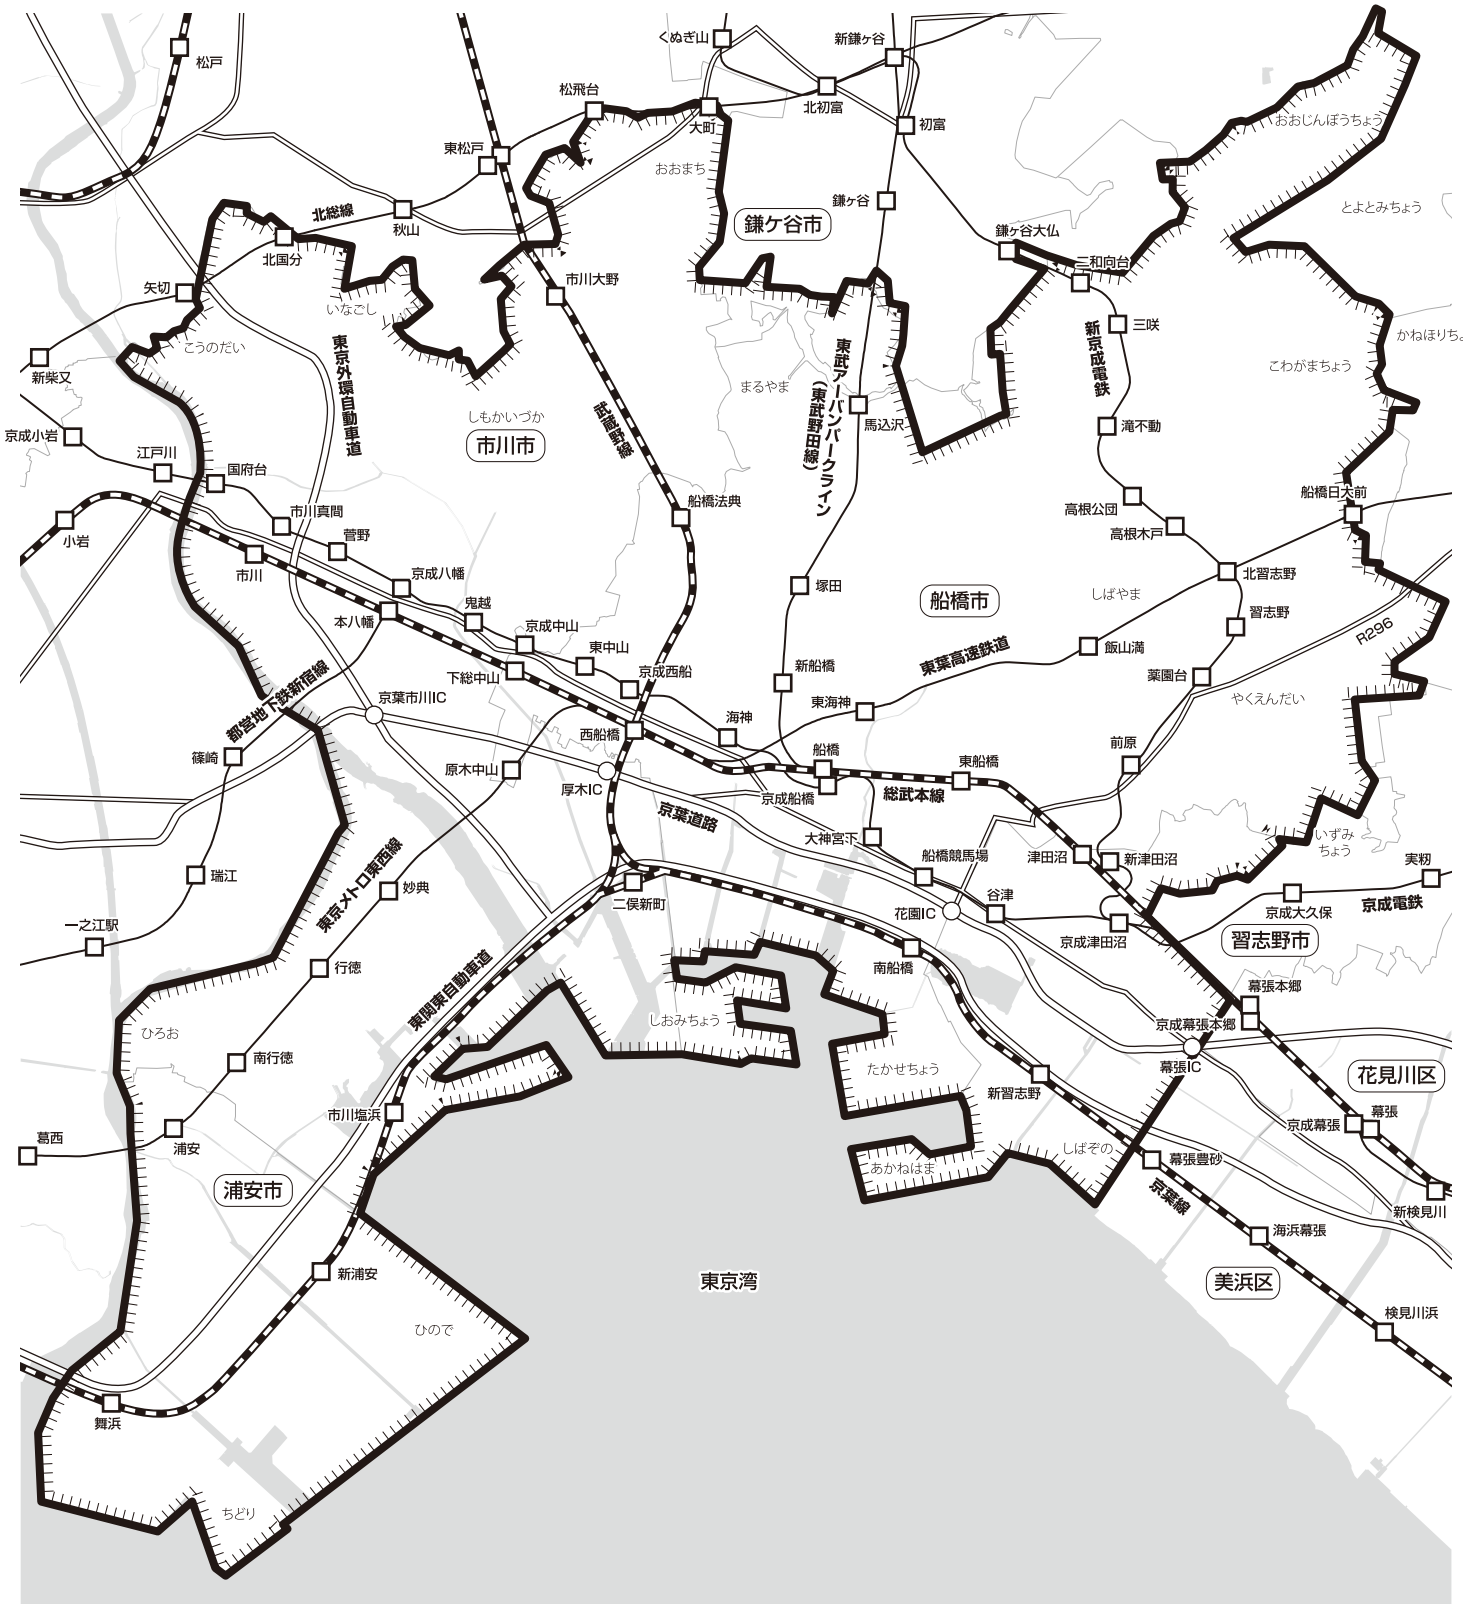 くぬぎ山
新鎌ヶ谷
松戸
松飛台
北初富
大町
初富
おおじんぼうちょう
東松戸
おおまち
鎌ヶ谷
とよとみちょう
北総線
秋山
鎌ケ谷市
鎌ヶ谷大仏
北国分
三和向台
市川大野
矢切
いなごし
三咲
新京成電鉄
かねほりちょ
東京外環自動車道
こうのだい
東武アーバンパークライン
(東武野田線)
こわがまちょう
新柴又
まるやま
武蔵野線
しもかいづか
馬込沢
滝不動
京成小岩
市川市
江戸川
国府台
船橋法典
高根公団
船橋日大前
市川真間
小岩
菅野
高根木戸
市川
京成八幡
北習志野
塚田
しばやま
鬼越
船橋市
習志野
本八幡
京成中山
R296
東中山
東葉高速鉄道
飯山満
下総中山
京成西船
新船橋
薬園台
都営地下鉄新宿線
京葉市川IC
東海神
やくえんだい
海神
西船橋
前原
篠崎
船橋
東船橋
原木中山
厚木IC
京成船橋
総武本線
京葉道路
大神宮下
いずみ
ちょう
船橋競馬場
津田沼
新津田沼
実籾
瑞江
東京メトロ東西線
妙典
二俣新町
谷津
京成大久保
京成電鉄
花園IC
一之江駅
京成津田沼
習志野市
行徳
南船橋
東関東自動車道
幕張本郷
しおみちょう
京成幕張本郷
ひろお
南行徳
たかせちょう
幕張IC
花見川区
新習志野
市川塩浜
幕張
京成幕張
葛西
浦安
しばぞの
幕張豊砂
あかねはま
浦安市
京葉線
新検見川
海浜幕張
新浦安
東京湾
美浜区
検見川浜
ひので
舞浜
ちどり